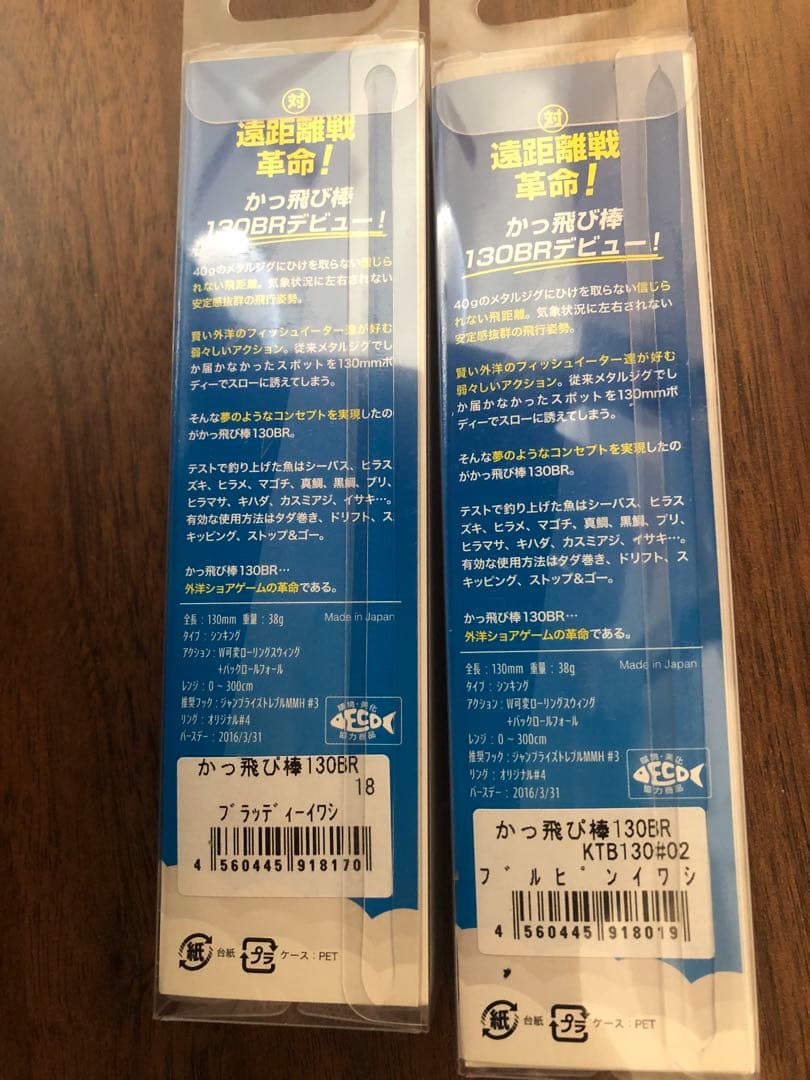 対
遠距離戦
革命！
かっ飛び棒
130BRデビュー！
40gのメタルジグにひけを取らない信じら
れない飛距離。気象状況に左右されない
安定感抜群の飛行姿勢。
賢い外洋のフィッシュイーター達が好む
弱々しいアクション。従来メタルジグでし
か届かなかったスポットを130mmボ
ディーでスローに誘えてしまう。
そんな夢のようなコンセプトを実現したの
がかっ飛び棒130BR。
テストで釣り上げた魚はシーバス、ヒラス
ズキ、ヒラメ、マゴチ、真鯛、黒鯛、ブリ、
ヒラマサ、キハダ、カスミアジ、イサキ…。
有効な使用方法はタダ巻き、ドリフト、ス
キッピング、ストップ&ゴー。
かっ飛び棒130BR…
外洋ショアゲームの革命である。
全長：130mm 重量：38g
Made in Japan
タイプ：シンキング
アクション：W可変ローリングスウィング
+バックロールフォール
レンジ：0～300cm
推奨フック：ジャンプライズトレブルMMH #3
リング：オリジナル#4
バースデー：2016/3/31
環境・美化
ECO
協力商品
かっ飛び棒130BR
18
ﾌﾞﾗｯﾃﾞｨｰｲﾜｼ
4 560445 918170
紙 台紙 プラ ケース：PET
対
遠距離戦
革命！
かっ飛び棒
130BRデビュー！
40gのメタルジグにひけを取らない信じら
れない飛距離。気象状況に左右されない
安定感抜群の飛行姿勢。
賢い外洋のフィッシュイーター達が好む
弱々しいアクション。従来メタルジグでし
か届かなかったスポットを130mmボ
ディーでスローに誘えてしまう。
そんな夢のようなコンセプトを実現したの
がかっ飛び棒130BR。
テストで釣り上げた魚はシーバス、ヒラス
ズキ、ヒラメ、マゴチ、真鯛、黒鯛、ブリ、
ヒラマサ、キハダ、カスミアジ、イサキ…。
有効な使用方法はタダ巻き、ドリフト、ス
キッピング、ストップ&ゴー。
かっ飛び棒130BR…
外洋ショアゲームの革命である。
全長：130mm 重量：38g
Made in Japan
タイプ：シンキング
アクション：W可変ローリングスウィング
+バックロールフォール
レンジ：0～300cm
推奨フック：ジャンプライズトレブルMMH #3
リング：オリジナル#4
バースデー：2016/3/31
環境・美化
ECO
協力商品
かっ飛び棒130BR
KTB130#02
ﾌﾞﾙﾋﾟﾝｲﾜｼ
4 560445 918019
紙 台紙 プラ ケース：PET